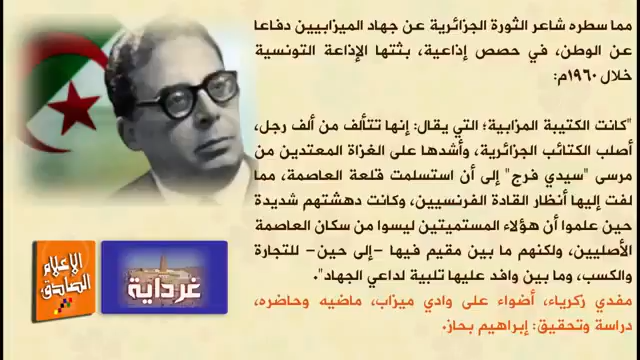 مما سطره شاعر الثورة الجزائرية عن جهاد الميزابيين دفاعا
عن الوطن، في حصص إذاعية، بثتها الإذاعة التونسية
خلال ١٩٦٠م:
"كانت الكتيبة المزابية؛ التي يقال: إنها تتألف من ألف رجل،
أصلب الكتائب الجزائرية، وأشدها على الغزاة المعتدين من
مرسى "سيدي فرج" إلى أن استسلمت قلعة العاصمة، مما
لفت إليها أنظار القادة الفرنسيين، وكانت دهشتهم شديدة
حين علموا أن هؤلاء المستميتين ليسوا من سكان العاصمة
الأصليين، ولكنهم ما بين مقيم فيها –إلى حين– للتجارة
والكسب، وما بين وافد عليها تلبية لداعي الجهاد".
مفدي زكرياء، أضواء على وادي ميزاب، ماضيه وحاضره،
دراسة وتحقيق: إبراهيم بحاز.
غرداية
الإعلام
الصادق